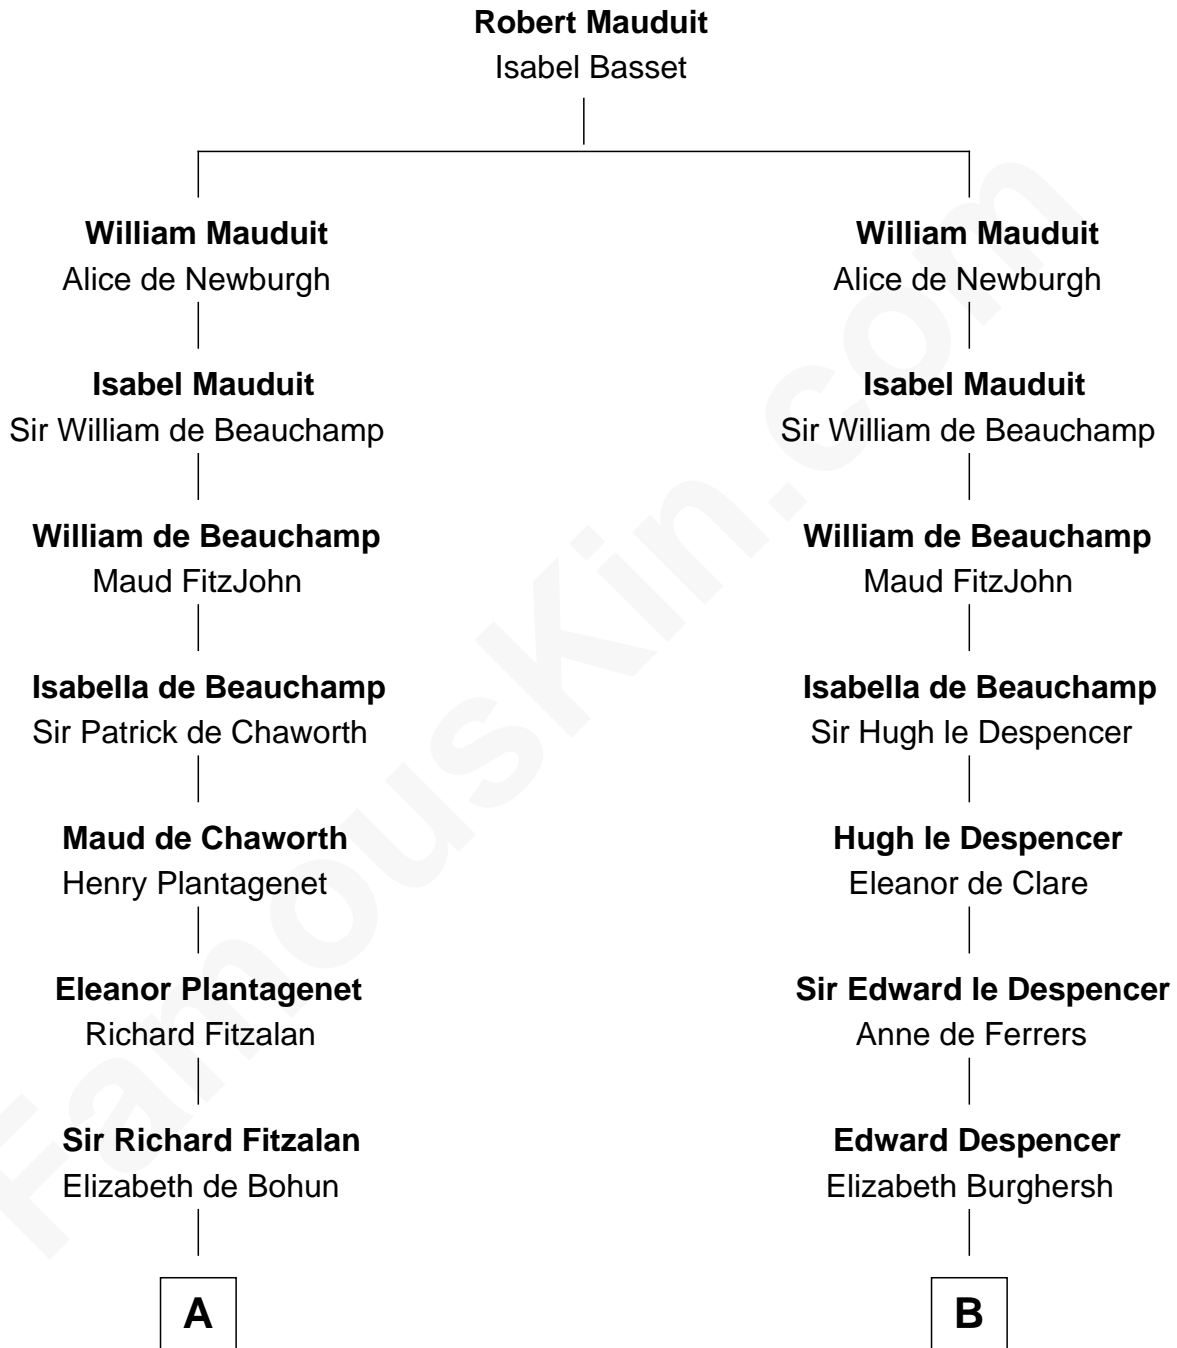 Robert Mauduit
Isabel Basset
William Mauduit
Alice de Newburgh
William Mauduit
Alice de Newburgh
Isabel Mauduit
Sir William de Beauchamp
Isabel Mauduit
Sir William de Beauchamp
William de Beauchamp
Maud FitzJohn
William de Beauchamp
Maud FitzJohn
Isabella de Beauchamp
Sir Patrick de Chaworth
Isabella de Beauchamp
Sir Hugh le Despencer
Maud de Chaworth
Henry Plantagenet
Hugh le Despencer
Eleanor de Clare
Eleanor Plantagenet
Richard Fitzalan
Sir Edward le Despencer
Anne de Ferrers
Sir Richard Fitzalan
Elizabeth de Bohun
Edward Despencer
Elizabeth Burghersh
A
B
FamousKin.com